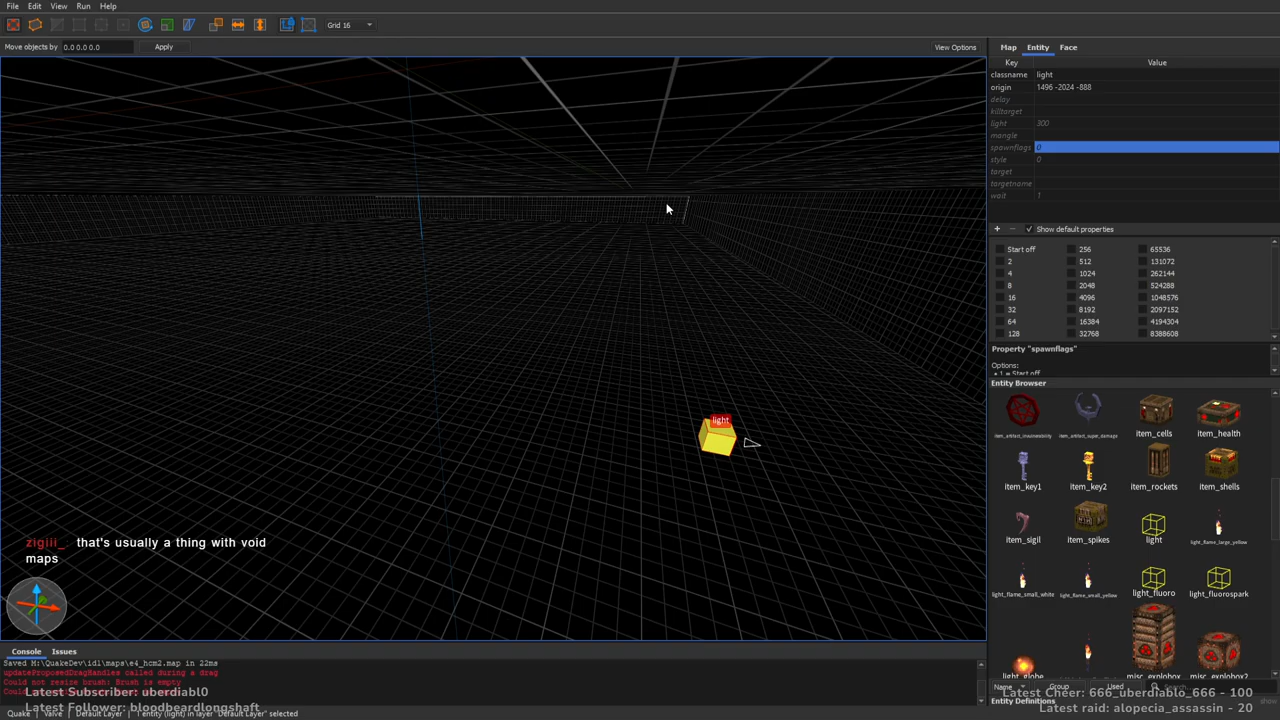 File Edit View Run Help
Grid 16
Move objects by 0.0 0.0 0.0 Apply View Options
Map Entity Face
Key Value
classname light
origin 1496 -2024 -888
delay
killtarget
light 300
mangle
spawnflags 0
style 0
target
targetname
wait 1
+ − Show default properties
Start off 256 65536
2 512 131072
4 1024 262144
8 2048 524288
16 4096 1048576
32 8192 2097152
64 16384 4194304
128 32768 8388608
Property "spawnflags"
Options:
• 1 = Start off
Entity Browser
item_artifact_invulnerability item_artifact_super_damage item_cells item_health
item_key1 item_key2 item_rockets item_shells
item_sigil item_spikes light light_flame_large_yellow
light_flame_small_white light_flame_small_yellow light_fluoro light_fluorospark
light_globe misc_explobox misc_explobox2
Name Group Used Search...
Entity Definitions show
light
zigiii_: that's usually a thing with void
maps
Console Issues
Saved M:\QuakeDev\id1\maps\e4_hcm2.map in 22ms
updateProposedDragHandles called during a drag
Could not resize brush: Brush is empty
Latest Subscriber: uberdiabl0
Latest Follower: bloodbeardlongshaft
Latest Cheer: 666_uberdiablo_666 - 100
Latest raid: alopecia_assassin - 20
Quake Valve Default Layer 1 entity (light) in layer "Default Layer" selected